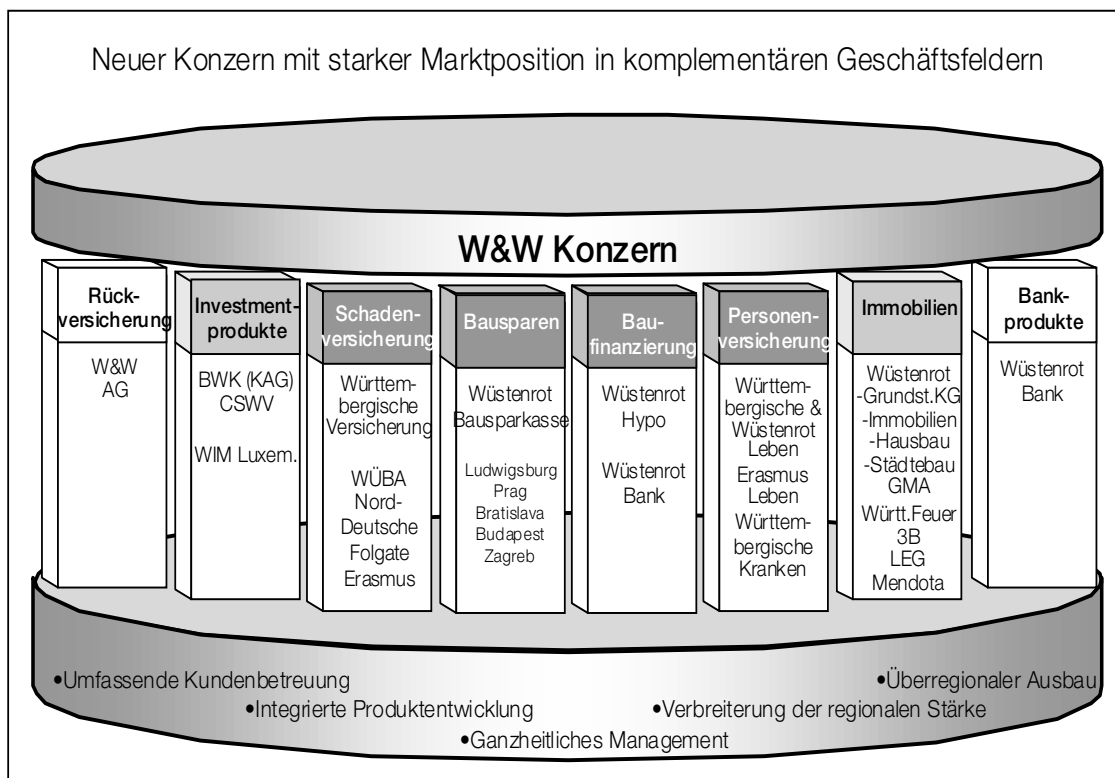 Neuer Konzern mit starker Marktposition in komplementären Geschäftsfeldern
W&W Konzern
Rück-
versicherung
W&W
AG
Investment-
produkte
BWK (KAG)
CSWV
WIM Luxem.
Schaden-
versicherung
Württem-
bergische
Versicherung
WÜBA
Nord-
Deutsche
Folgate
Erasmus
Bausparen
Wüstenrot
Bausparkasse
Ludwigsburg
Prag
Bratislava
Budapest
Zagreb
Bau-
finanzierung
Wüstenrot
Hypo
Wüstenrot
Bank
Personen-
versicherung
Württem-
bergische &
Wüstenrot
Leben
Erasmus
Leben
Württem-
bergische
Kranken
Immobilien
Wüstenrot
-Grundst.KG
-Immobilien
-Hausbau
-Städtebau
GMA
Württ.Feuer
3B
LEG
Mendota
Bank-
produkte
Wüstenrot
Bank
•Umfassende Kundenbetreuung
•Integrierte Produktentwicklung
•Ganzheitliches Management
•Verbreiterung der regionalen Stärke
•Überregionaler Ausbau